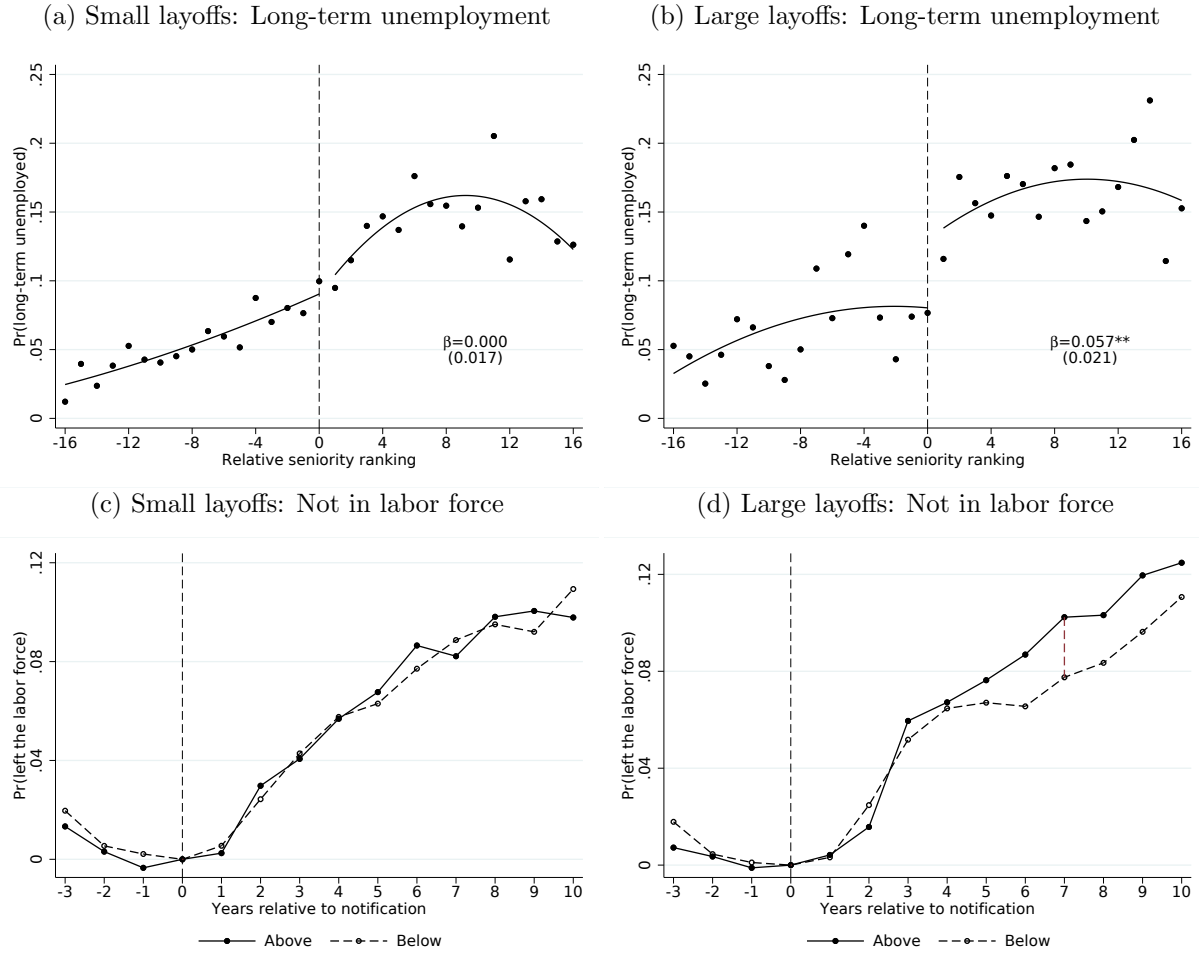 (a) Small layoffs: Long-term unemployment
Pr(long-term unemployed)
.25
.2
.15
.1
.05
0
β=0.000
(0.017)
-16 -12 -8 -4 0 4 8 12 16
Relative seniority ranking
(b) Large layoffs: Long-term unemployment
Pr(long-term unemployed)
.25
.2
.15
.1
.05
0
β=0.057**
(0.021)
-16 -12 -8 -4 0 4 8 12 16
Relative seniority ranking
(c) Small layoffs: Not in labor force
Pr(left the labor force)
.12
.08
.04
0
-3 -2 -1 0 1 2 3 4 5 6 7 8 9 10
Years relative to notification
Above Below
(d) Large layoffs: Not in labor force
Pr(left the labor force)
.12
.08
.04
0
-3 -2 -1 0 1 2 3 4 5 6 7 8 9 10
Years relative to notification
Above Below